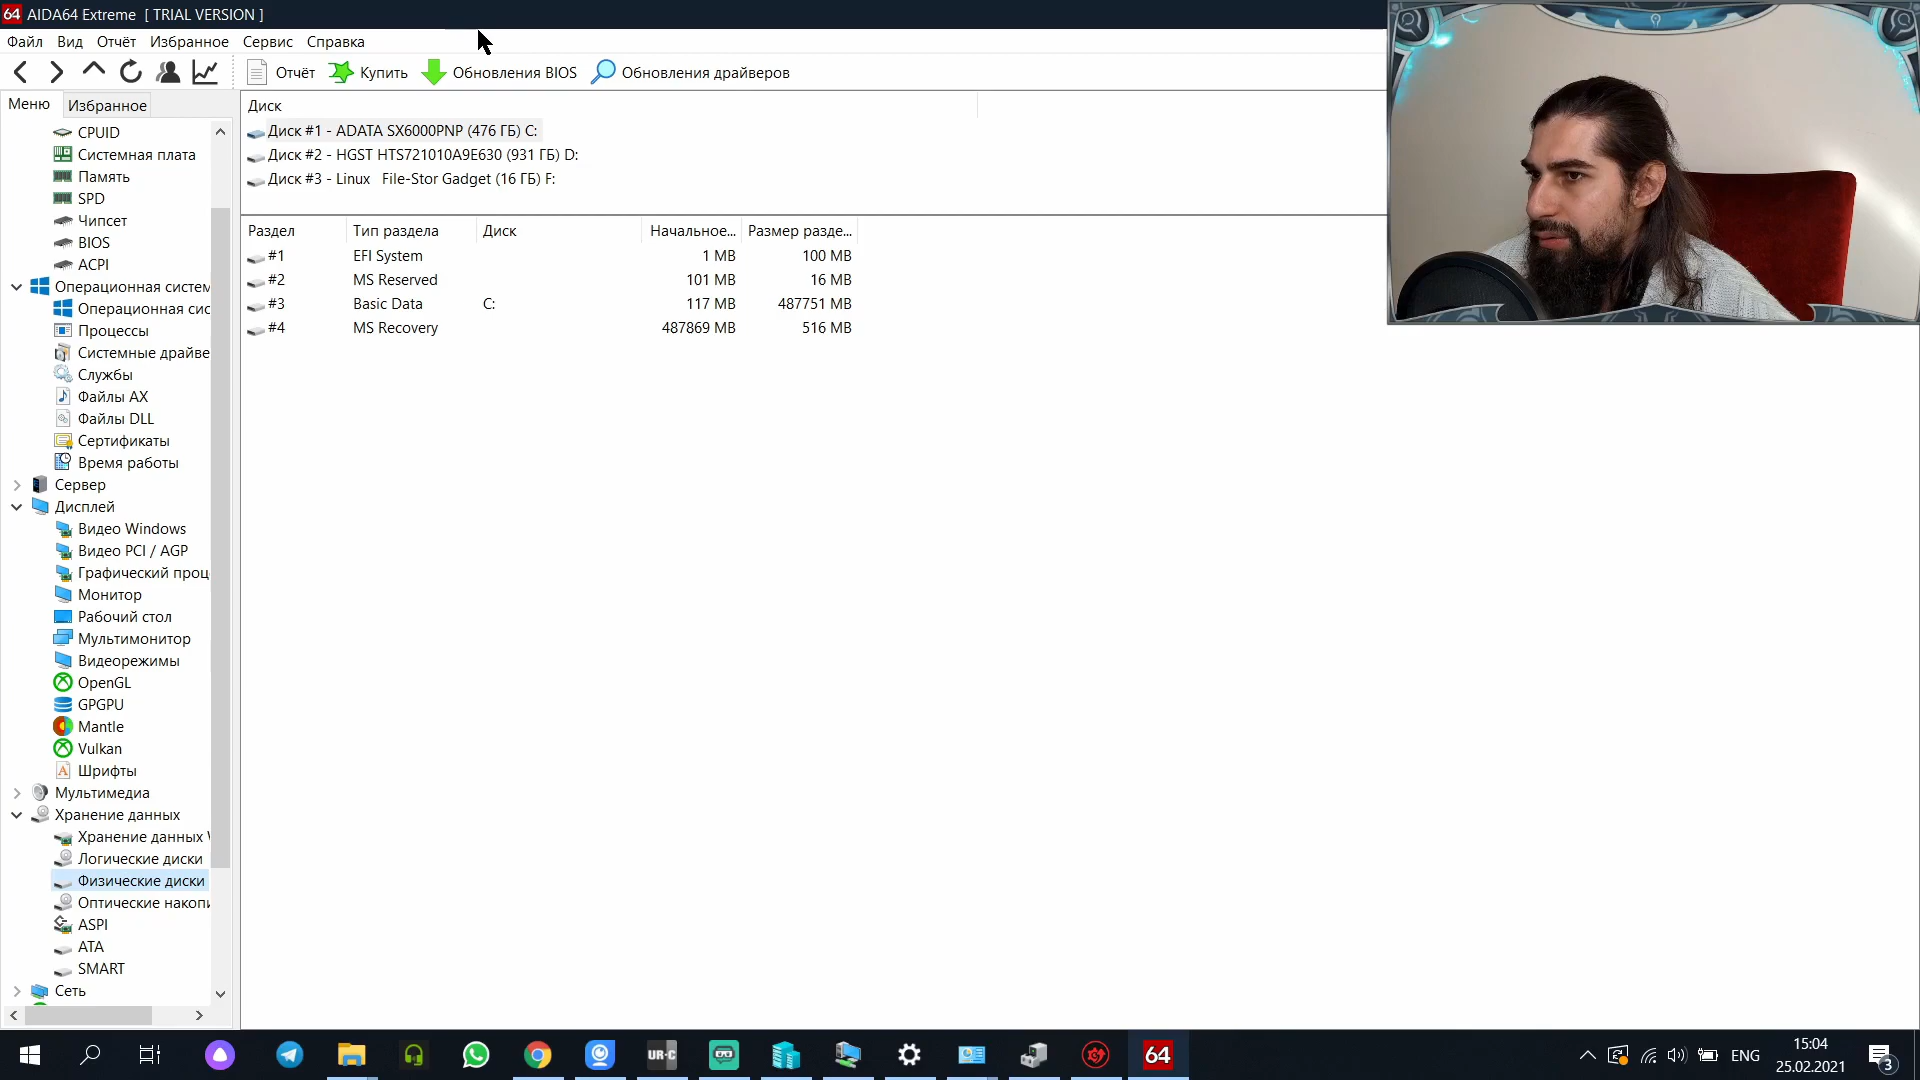 64 AIDA64 Extreme [ TRIAL VERSION ]
Файл Вид Отчёт Избранное Сервис Справка
Отчёт Купить Обновления BIOS Обновления драйверов
Меню Избранное
CPUID
Системная плата
Память
SPD
Чипсет
BIOS
ACPI
Операционная систем
Операционная сис
Процессы
Системные драйве
Службы
Файлы AX
Файлы DLL
Сертификаты
Время работы
Сервер
Дисплей
Видео Windows
Видео PCI / AGP
Графический проц
Монитор
Рабочий стол
Мультимонитор
Видеорежимы
OpenGL
GPGPU
Mantle
Vulkan
Шрифты
Мультимедиа
Хранение данных
Хранение данных
Логические диски
Физические диски
Оптические накопи
ASPI
ATA
SMART
Сеть
Диск
Диск #1 - ADATA SX6000PNP (476 ГБ) C:
Диск #2 - HGST HTS721010A9E630 (931 ГБ) D:
Диск #3 - Linux File-Stor Gadget (16 ГБ) F:
Раздел Тип раздела Диск Начальное... Размер разде...
#1 EFI System 1 MB 100 MB
#2 MS Reserved 101 MB 16 MB
#3 Basic Data C: 117 MB 487751 MB
#4 MS Recovery 487869 MB 516 MB
UR-C 64 ENG 15:04
25.02.2021 3